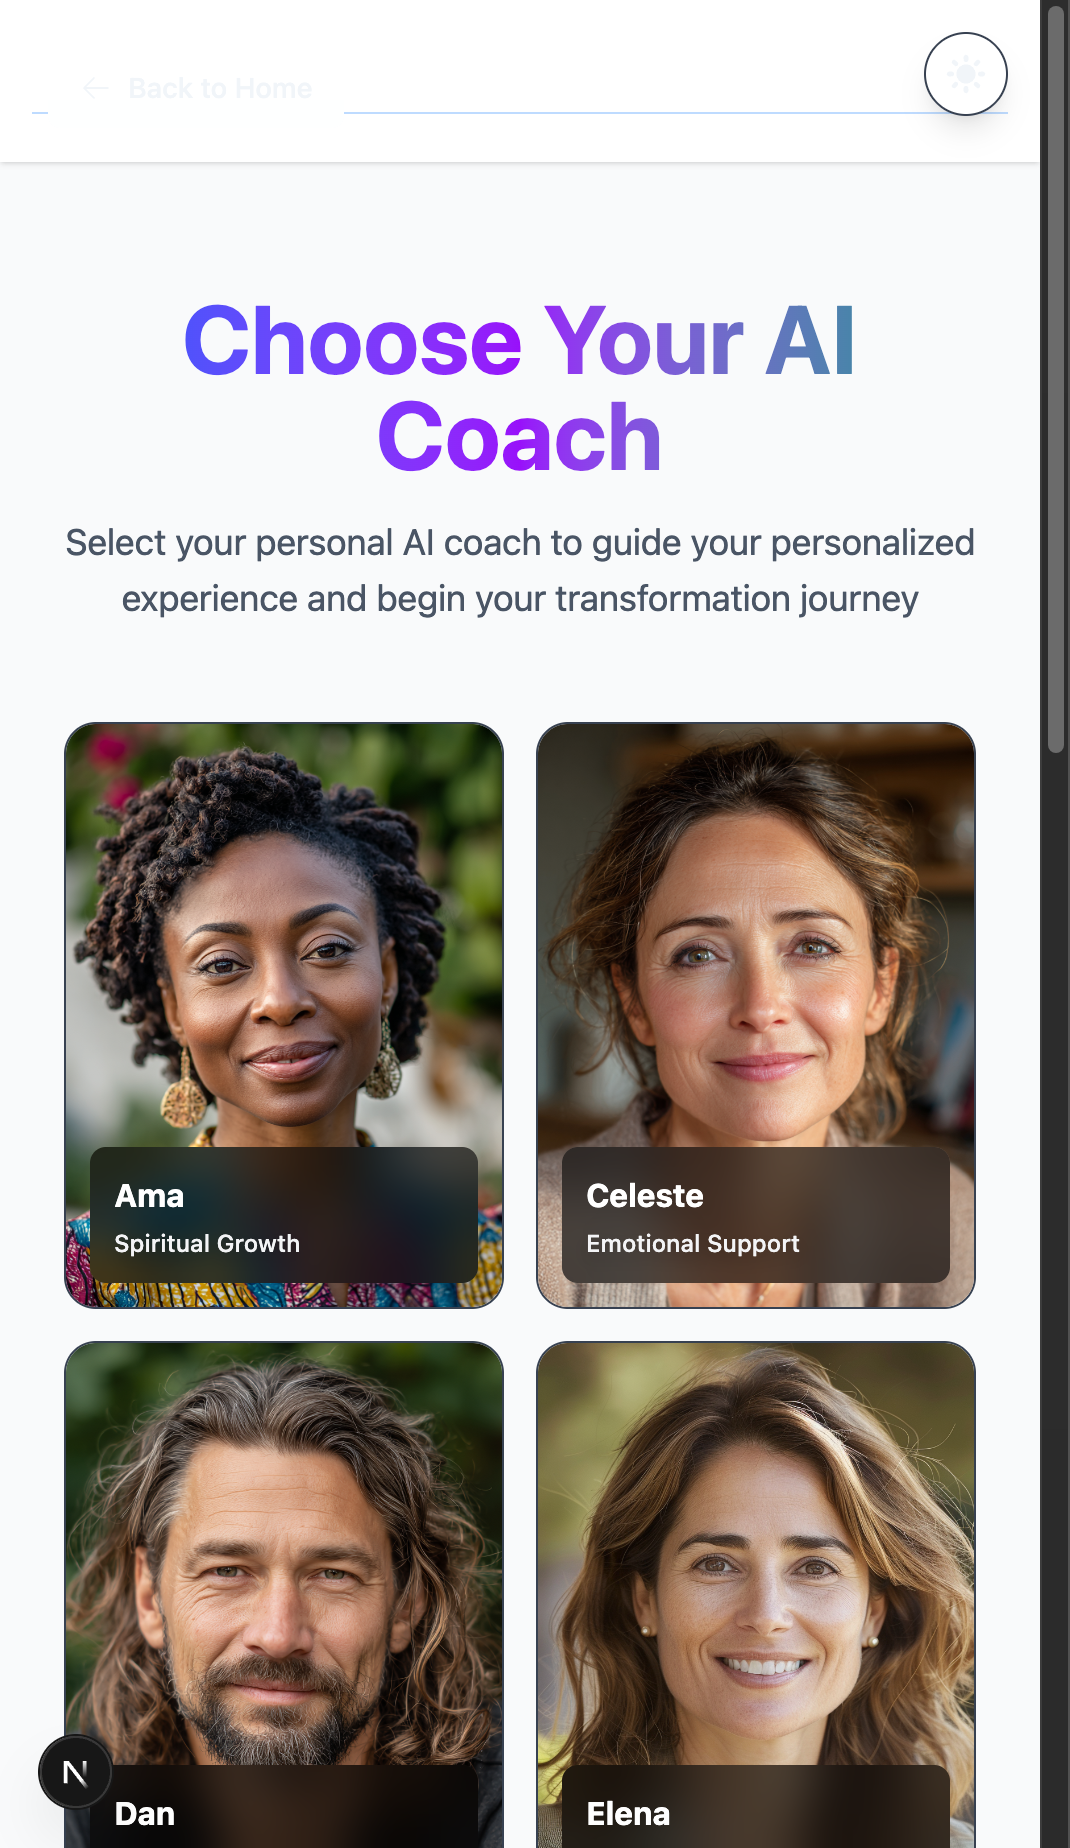 Back to Home
Choose Your AI
Coach
Select your personal AI coach to guide your personalized
experience and begin your transformation journey
Ama
Spiritual Growth
Celeste
Emotional Support
N
Dan
Elena